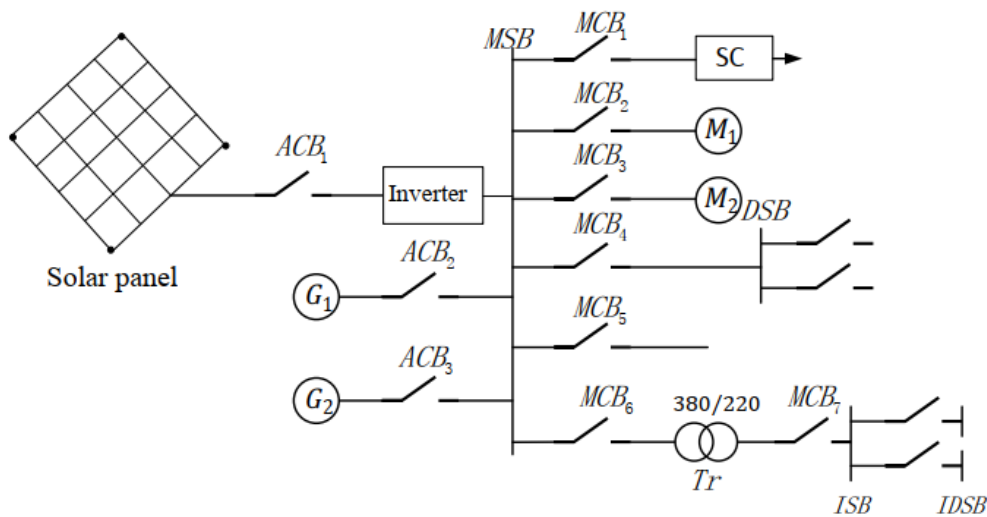 MSB
MCB₁
SC
MCB₂
M₁
ACB₁
MCB₃
Inverter
M₂
DSB
MCB₄
Solar panel
ACB₂
G₁
MCB₅
ACB₃
G₂
MCB₆
380/220
MCB₇
Tr
ISB
IDSB